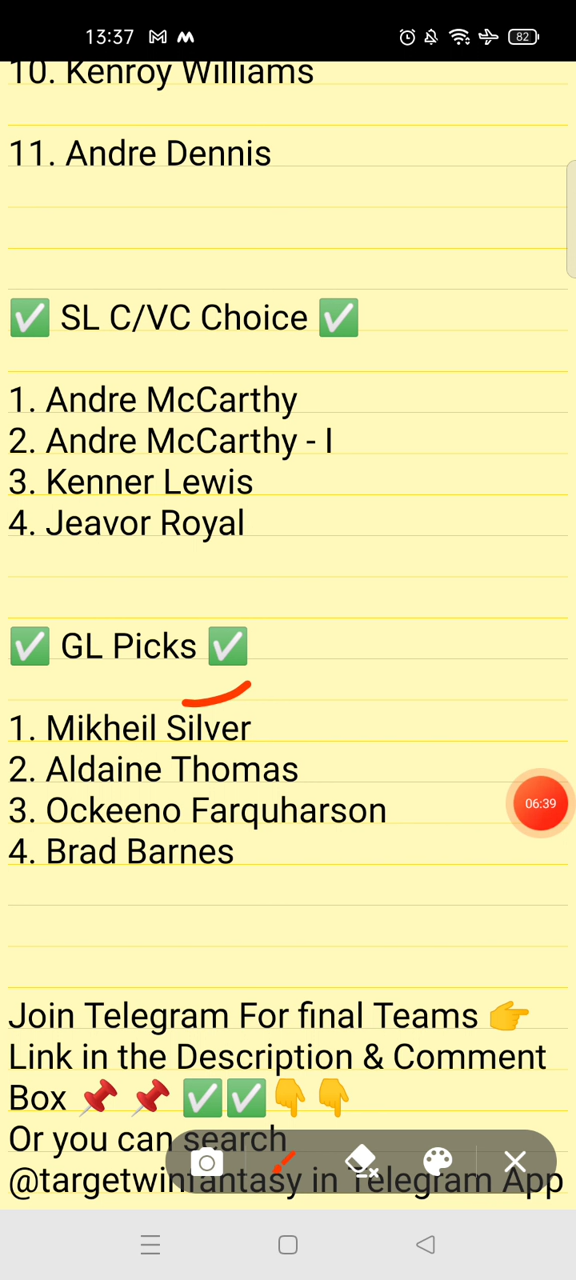 13:37
82
10. Kenroy Williams
11. Andre Dennis
✅ SL C/VC Choice ✅
1. Andre McCarthy
2. Andre McCarthy - I
3. Kenner Lewis
4. Jeavor Royal
✅ GL Picks ✅
1. Mikheil Silver
2. Aldaine Thomas
3. Ockeeno Farquharson
06:39
4. Brad Barnes
Join Telegram For final Teams 👉
Link in the Description & Comment
Box 📌 📌 ✅✅👇👇
Or you can search
@targetwinfantasy in Telegram App